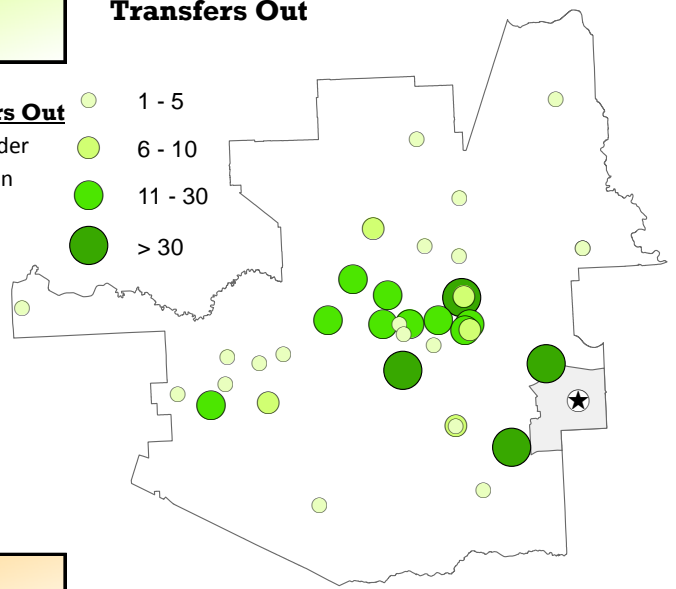 Transfers Out
rs Out
der
n
1 - 5
6 - 10
11 - 30
> 30